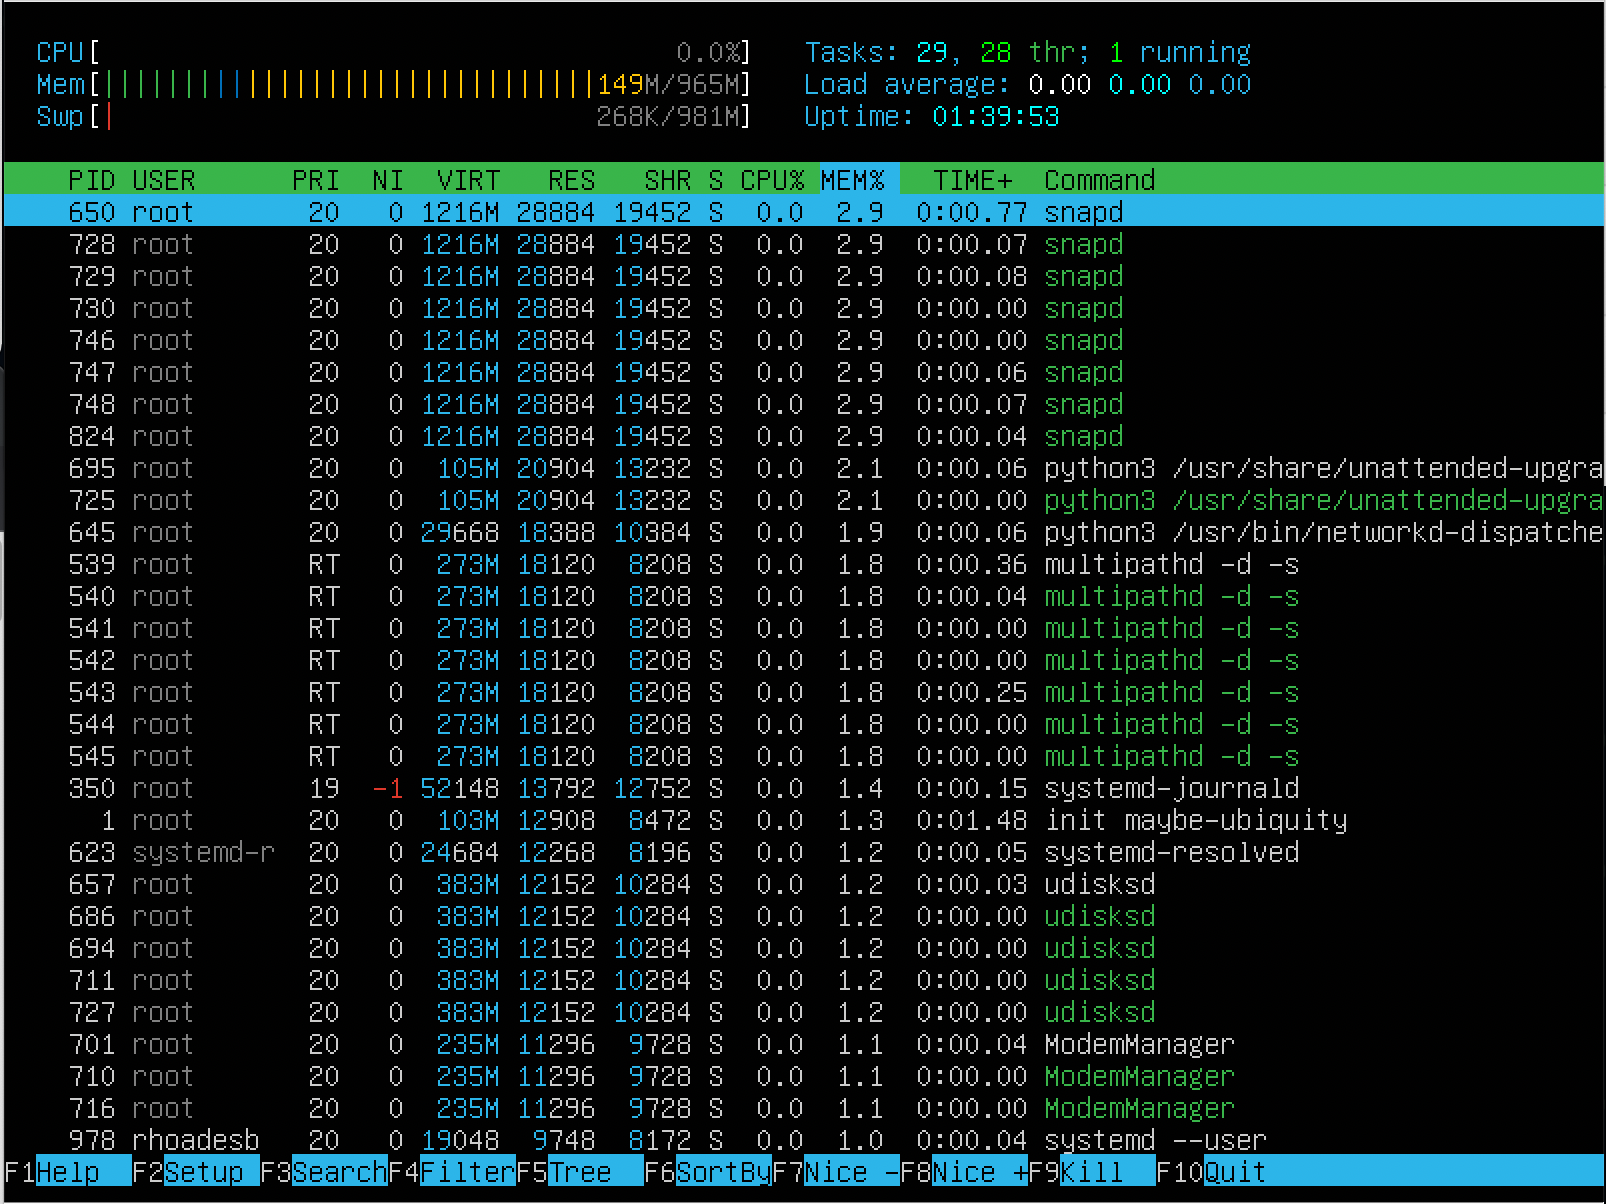 CPU[ 0.0%] Tasks: 29, 28 thr; 1 running
Mem[||||||||||||||||||||||||||||||||149M/965M] Load average: 0.00 0.00 0.00
Swp[| 268K/981M] Uptime: 01:39:53
PID USER PRI NI VIRT RES SHR S CPU% MEM% TIME+ Command
650 root 20 0 1216M 28884 19452 S 0.0 2.9 0:00.77 snapd
728 root 20 0 1216M 28884 19452 S 0.0 2.9 0:00.07 snapd
729 root 20 0 1216M 28884 19452 S 0.0 2.9 0:00.08 snapd
730 root 20 0 1216M 28884 19452 S 0.0 2.9 0:00.00 snapd
746 root 20 0 1216M 28884 19452 S 0.0 2.9 0:00.00 snapd
747 root 20 0 1216M 28884 19452 S 0.0 2.9 0:00.06 snapd
748 root 20 0 1216M 28884 19452 S 0.0 2.9 0:00.07 snapd
824 root 20 0 1216M 28884 19452 S 0.0 2.9 0:00.04 snapd
695 root 20 0 105M 20904 13232 S 0.0 2.1 0:00.06 python3 /usr/share/unattended-upgra
725 root 20 0 105M 20904 13232 S 0.0 2.1 0:00.00 python3 /usr/share/unattended-upgra
645 root 20 0 29668 18388 10384 S 0.0 1.9 0:00.06 python3 /usr/bin/networkd-dispatche
539 root RT 0 273M 18120 8208 S 0.0 1.8 0:00.36 multipathd -d -s
540 root RT 0 273M 18120 8208 S 0.0 1.8 0:00.04 multipathd -d -s
541 root RT 0 273M 18120 8208 S 0.0 1.8 0:00.00 multipathd -d -s
542 root RT 0 273M 18120 8208 S 0.0 1.8 0:00.00 multipathd -d -s
543 root RT 0 273M 18120 8208 S 0.0 1.8 0:00.25 multipathd -d -s
544 root RT 0 273M 18120 8208 S 0.0 1.8 0:00.00 multipathd -d -s
545 root RT 0 273M 18120 8208 S 0.0 1.8 0:00.00 multipathd -d -s
350 root 19 -1 52148 13792 12752 S 0.0 1.4 0:00.15 systemd-journald
1 root 20 0 103M 12908 8472 S 0.0 1.3 0:01.48 init maybe-ubiquity
623 systemd-r 20 0 24684 12268 8196 S 0.0 1.2 0:00.05 systemd-resolved
657 root 20 0 383M 12152 10284 S 0.0 1.2 0:00.03 udisksd
686 root 20 0 383M 12152 10284 S 0.0 1.2 0:00.00 udisksd
694 root 20 0 383M 12152 10284 S 0.0 1.2 0:00.00 udisksd
711 root 20 0 383M 12152 10284 S 0.0 1.2 0:00.00 udisksd
727 root 20 0 383M 12152 10284 S 0.0 1.2 0:00.00 udisksd
701 root 20 0 235M 11296 9728 S 0.0 1.1 0:00.04 ModemManager
710 root 20 0 235M 11296 9728 S 0.0 1.1 0:00.00 ModemManager
716 root 20 0 235M 11296 9728 S 0.0 1.1 0:00.00 ModemManager
978 rhoadesb 20 0 19048 9748 8172 S 0.0 1.0 0:00.04 systemd --user
F1Help F2Setup F3SearchF4FilterF5Tree F6SortByF7Nice -F8Nice +F9Kill F10Quit